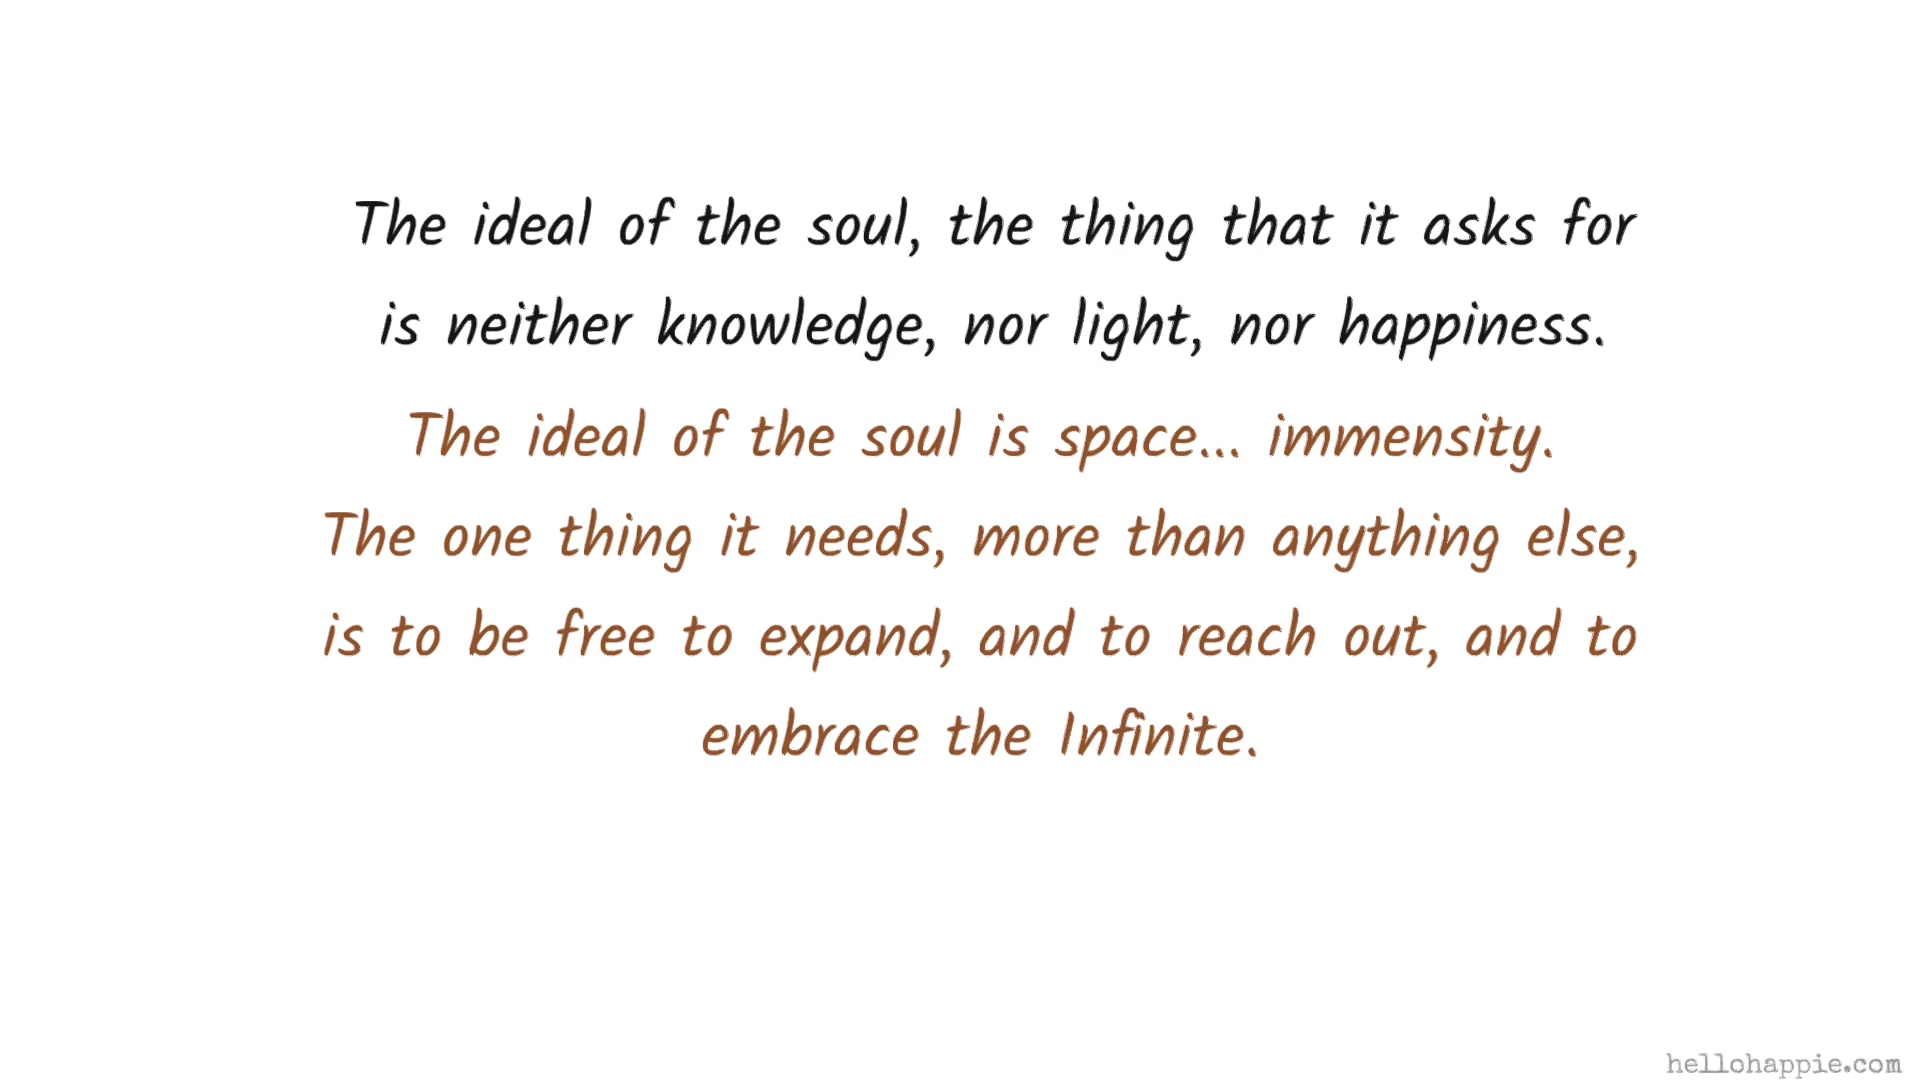 The ideal of the soul, the thing that it asks for
is neither knowledge, nor light, nor happiness.
The ideal of the soul is space... immensity.
The one thing it needs, more than anything else,
is to be free to expand, and to reach out, and to
embrace the Infinite.
hellohappie.com